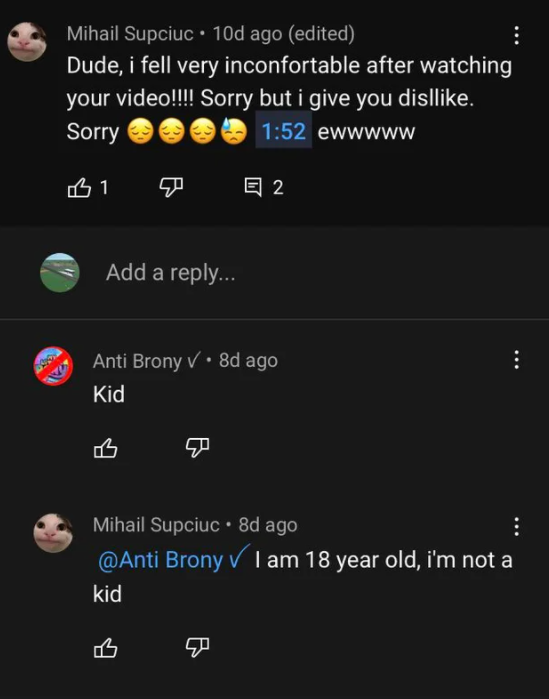 Mihail Supciuc • 10d ago (edited)
Dude, i fell very inconfortable after watching
your video!!!! Sorry but i give you disllike.
Sorry 😔😔😔😓 1:52 ewwwww
1 2
Add a reply...
Anti Brony ✓ • 8d ago
Kid
Mihail Supciuc • 8d ago
@Anti Brony ✓ I am 18 year old, i'm not a
kid